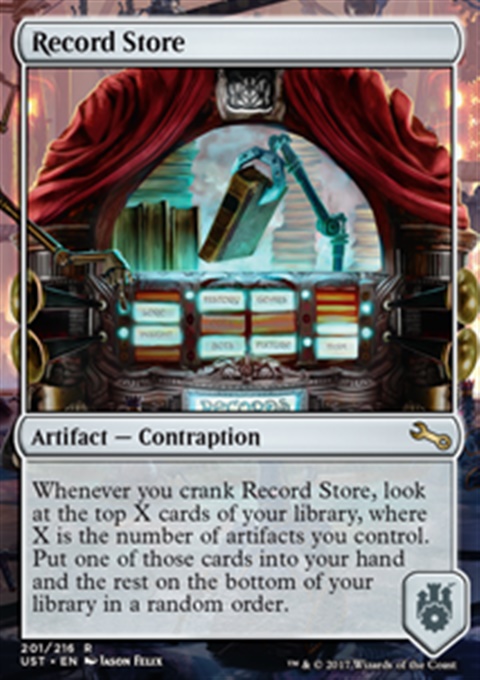 Record Store
HISTORY
RECORDS
Artifact — Contraption
Whenever you crank Record Store, look
at the top X cards of your library, where
X is the number of artifacts you control.
Put one of those cards into your hand
and the rest on the bottom of your
library in a random order.
201/216 R
UST • EN Jason Felix
™ & © 2017 Wizards of the Coast